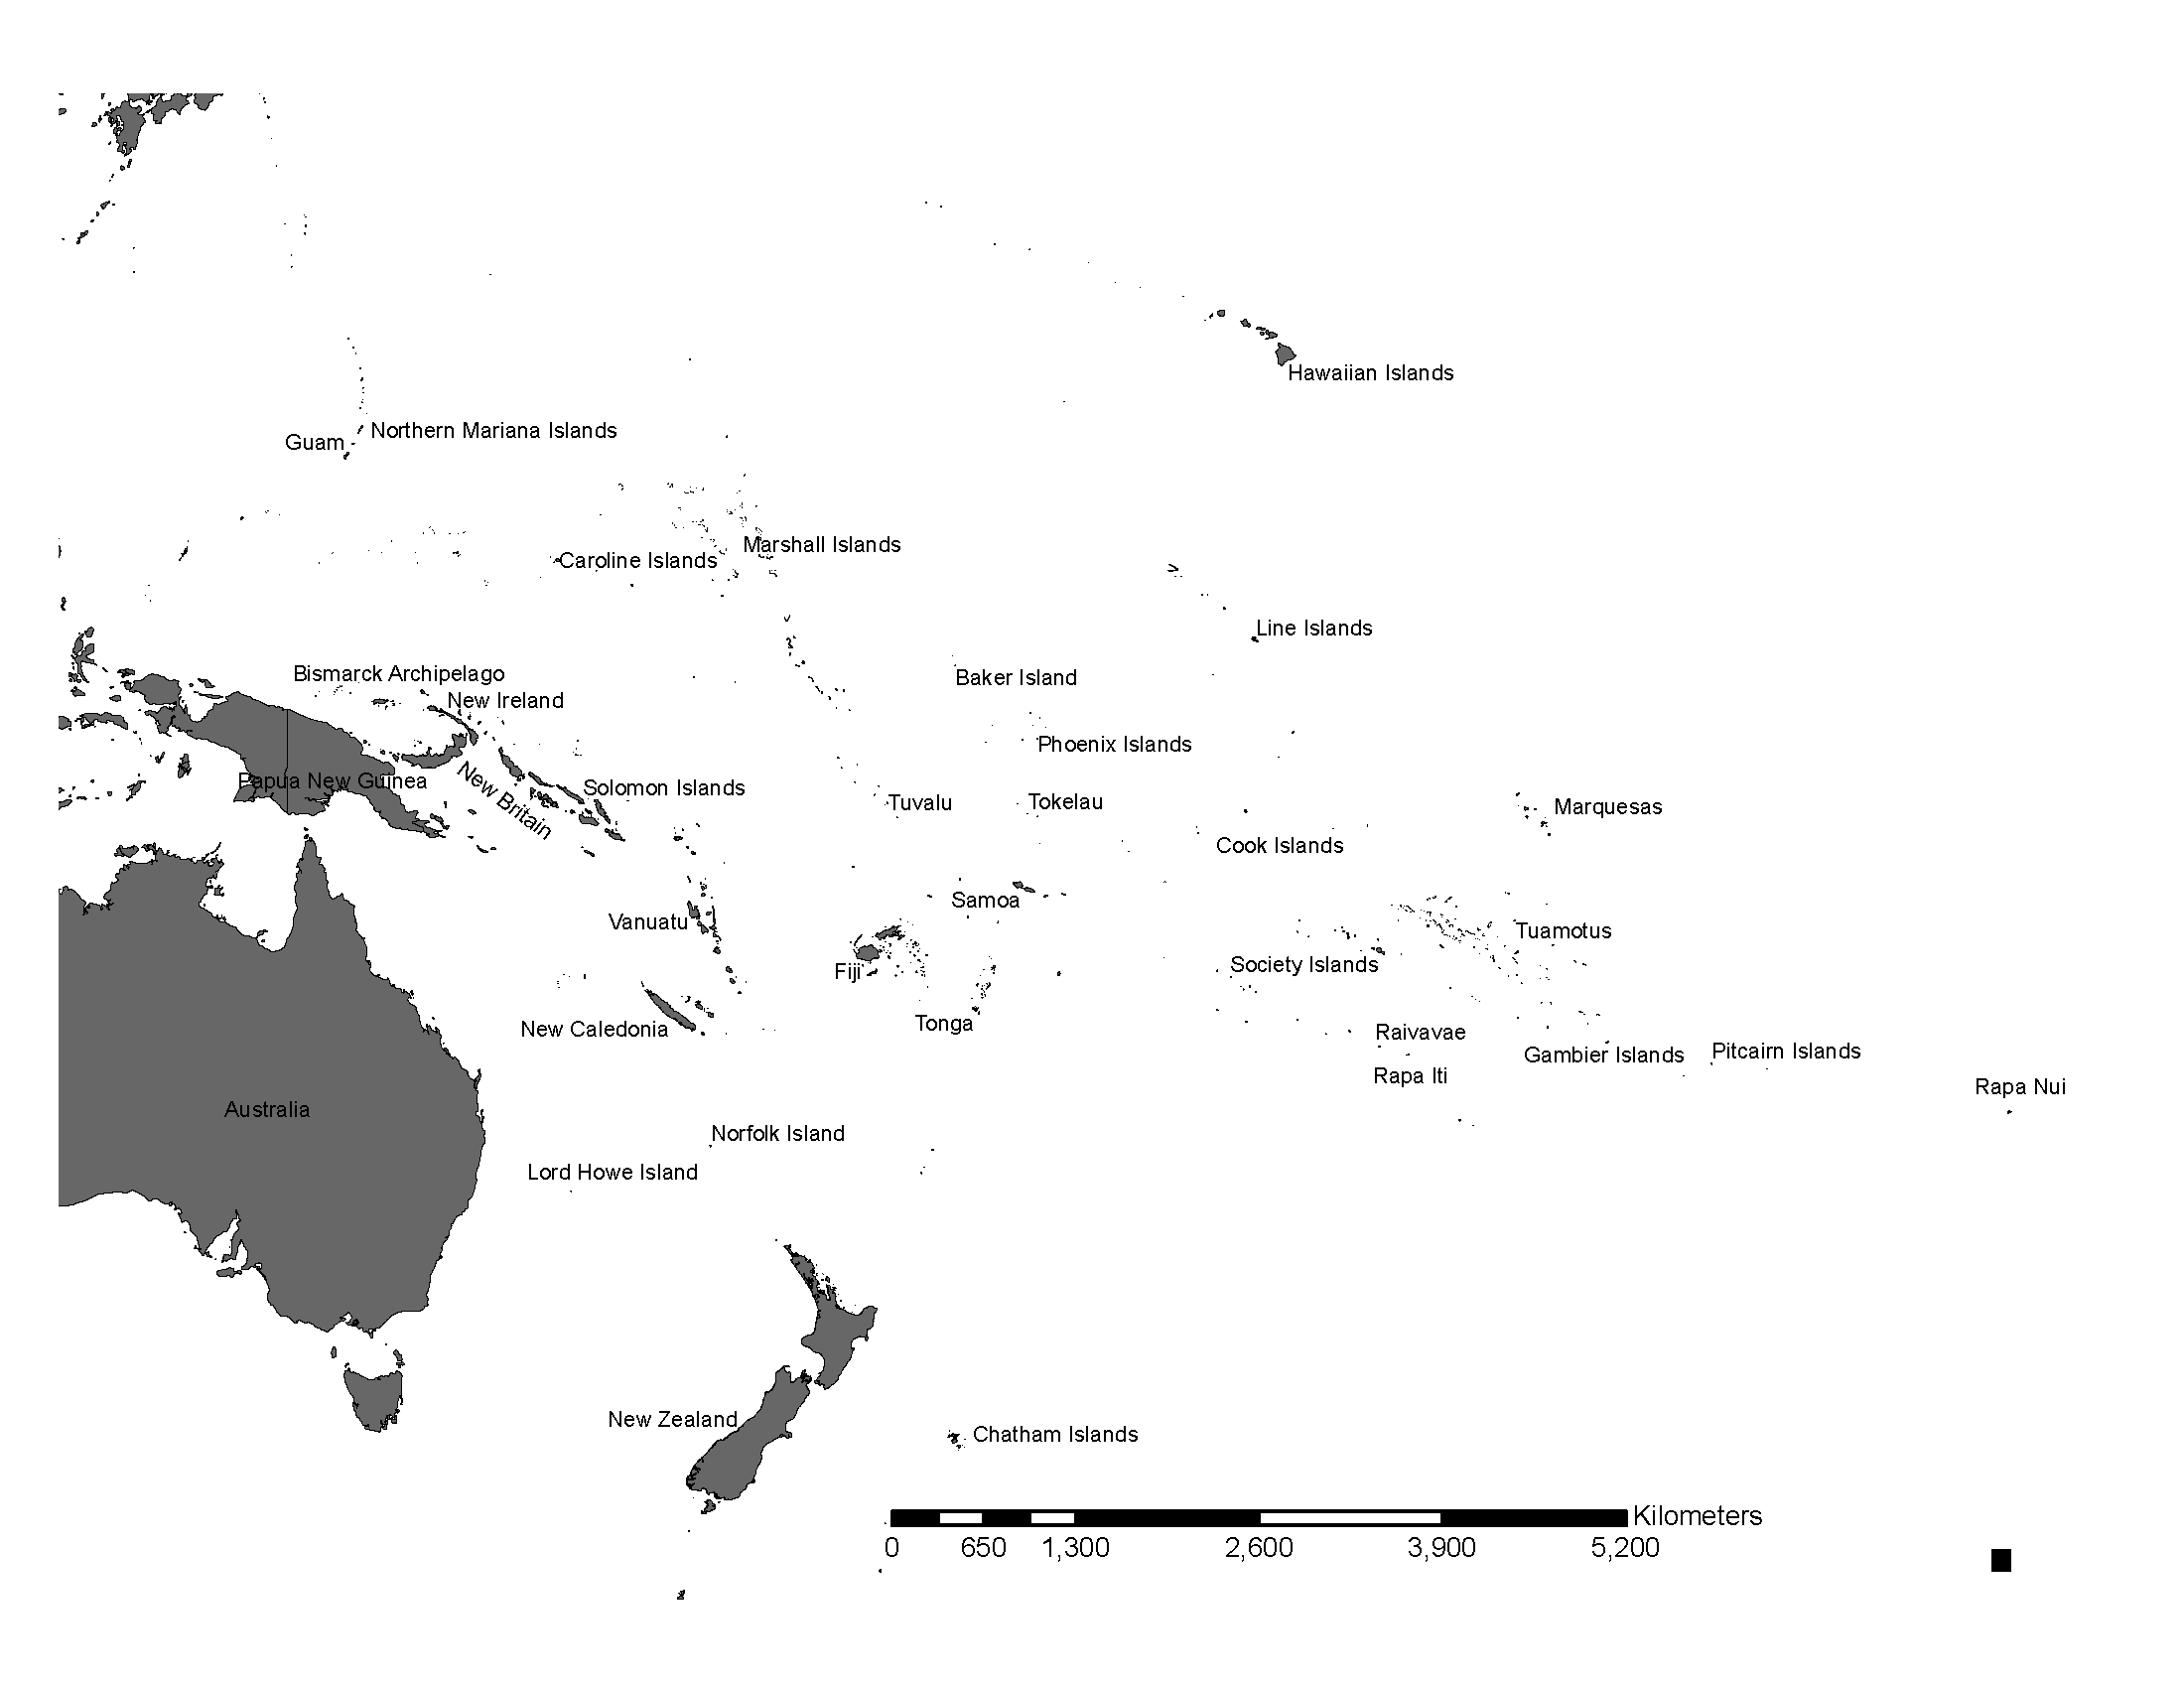 Hawaiian Islands
Northern Mariana Islands
Guam
Marshall Islands
Caroline Islands
Line Islands
Bismarck Archipelago
Baker Island
New Ireland
Phoenix Islands
Papua New Guinea
Solomon Islands
New Britain
Tuvalu
Tokelau
Marquesas
Cook Islands
Samoa
Vanuatu
Tuamotus
Society Islands
Fiji
Tonga
New Caledonia
Raivavae
Gambier Islands
Pitcairn Islands
Rapa Iti
Rapa Nui
Australia
Norfolk Island
Lord Howe Island
New Zealand
Chatham Islands
Kilometers
0 650 1,300 2,600 3,900 5,200